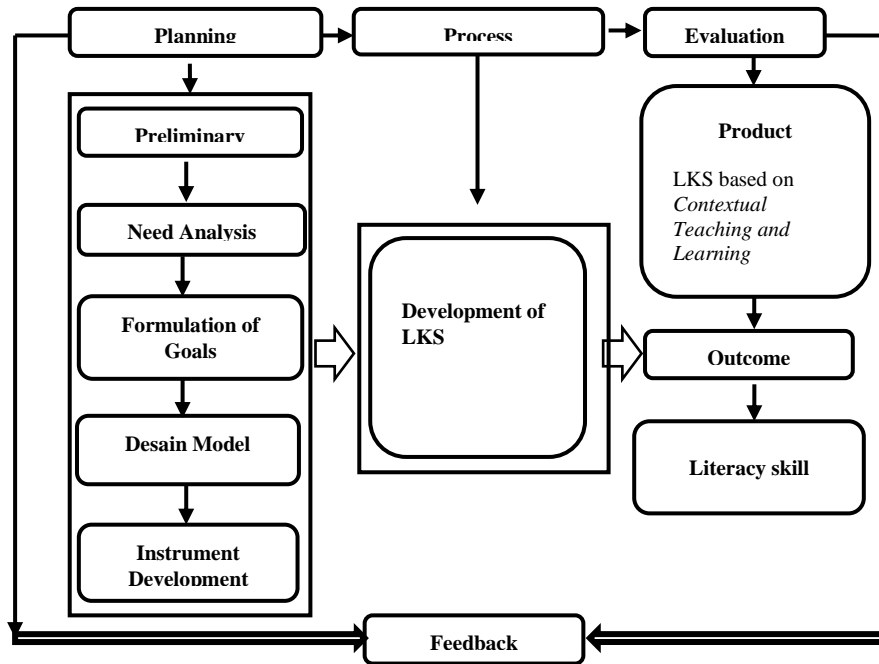 Planning
Process
Evaluation
Preliminary
Need Analysis
Formulation of
Goals
Desain Model
Instrument
Development
Development of
LKS
Product
LKS based on
Contextual
Teaching and
Learning
Outcome
Literacy skill
Feedback